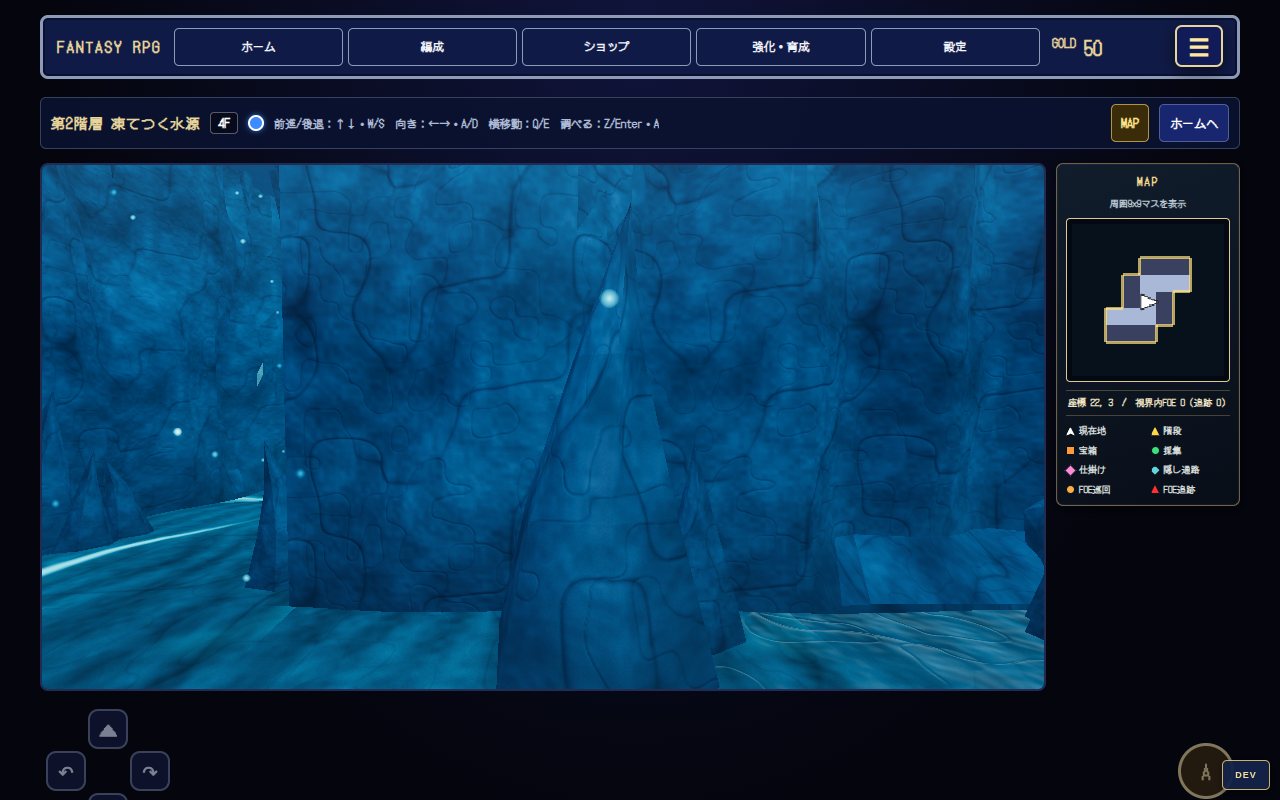 FANTASY RPG
ホーム
編成
ショップ
強化・育成
設定
GOLD 50
第2階層 凍てつく水源
4F
前進/後退：↑↓・W/S 向き：←→・A/D 横移動：Q/E 調べる：Z/Enter・A
MAP
ホームへ
MAP
周囲9x9マスを表示
座標 22, 3 / 視界内FOE 0 (追跡 0)
現在地
階段
宝箱
採集
仕掛け
隠し通路
FOE巡回
FOE追跡
A
DEV